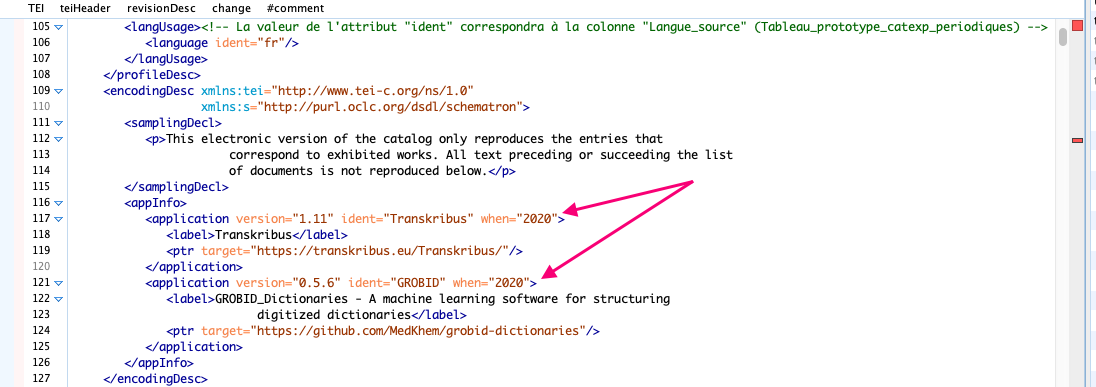 TEI teiHeader revisionDesc change #comment
105 <langUsage><!-- La valeur de l'attribut "ident" correspondra à la colonne "Langue_source" (Tableau_prototype_catexp_periodiques) -->
106 <language ident="fr"/>
107 </langUsage>
108 </profileDesc>
109 <encodingDesc xmlns:tei="http://www.tei-c.org/ns/1.0"
110 xmlns:s="http://purl.oclc.org/dsdl/schematron">
111 <samplingDecl>
112 <p>This electronic version of the catalog only reproduces the entries that
113 correspond to exhibited works. All text preceding or succeeding the list
114 of documents is not reproduced below.</p>
115 </samplingDecl>
116 <appInfo>
117 <application version="1.11" ident="Transkribus" when="2020">
118 <label>Transkribus</label>
119 <ptr target="https://transkribus.eu/Transkribus/"/>
120 </application>
121 <application version="0.5.6" ident="GROBID" when="2020">
122 <label>GROBID_Dictionaries - A machine learning software for structuring
123 digitized dictionaries</label>
124 <ptr target="https://github.com/MedKhem/grobid-dictionaries"/>
125 </application>
126 </appInfo>
127 </encodingDesc>